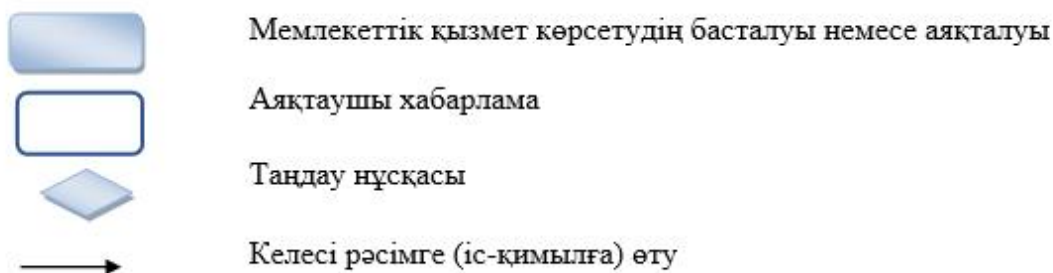 Мемлекеттік қызмет көрсетудің басталуы немесе аяқталуы
Аяқтаушы хабарлама
Таңдау нұсқасы
Келесі рәсімге (іс-қимылға) өту